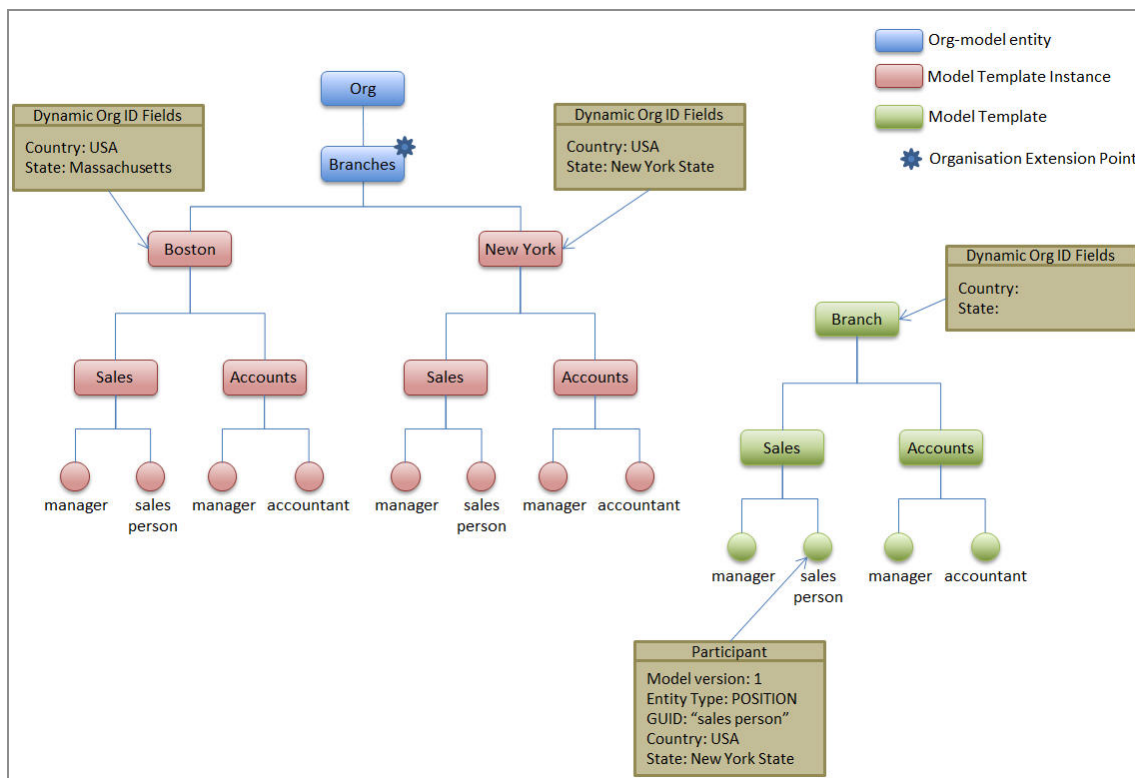 Org-model entity
Model Template Instance
Model Template
Organisation Extension Point
Org
Branches
Dynamic Org ID Fields
Country: USA
State: Massachusetts
Dynamic Org ID Fields
Country: USA
State: New York State
Boston
New York
Sales
Accounts
Sales
Accounts
manager
sales
person
manager
accountant
manager
sales
person
manager
accountant
Dynamic Org ID Fields
Country:
State:
Branch
Sales
Accounts
manager
sales
person
manager
accountant
Participant
Model version: 1
Entity Type: POSITION
GUID: “sales person”
Country: USA
State: New York State